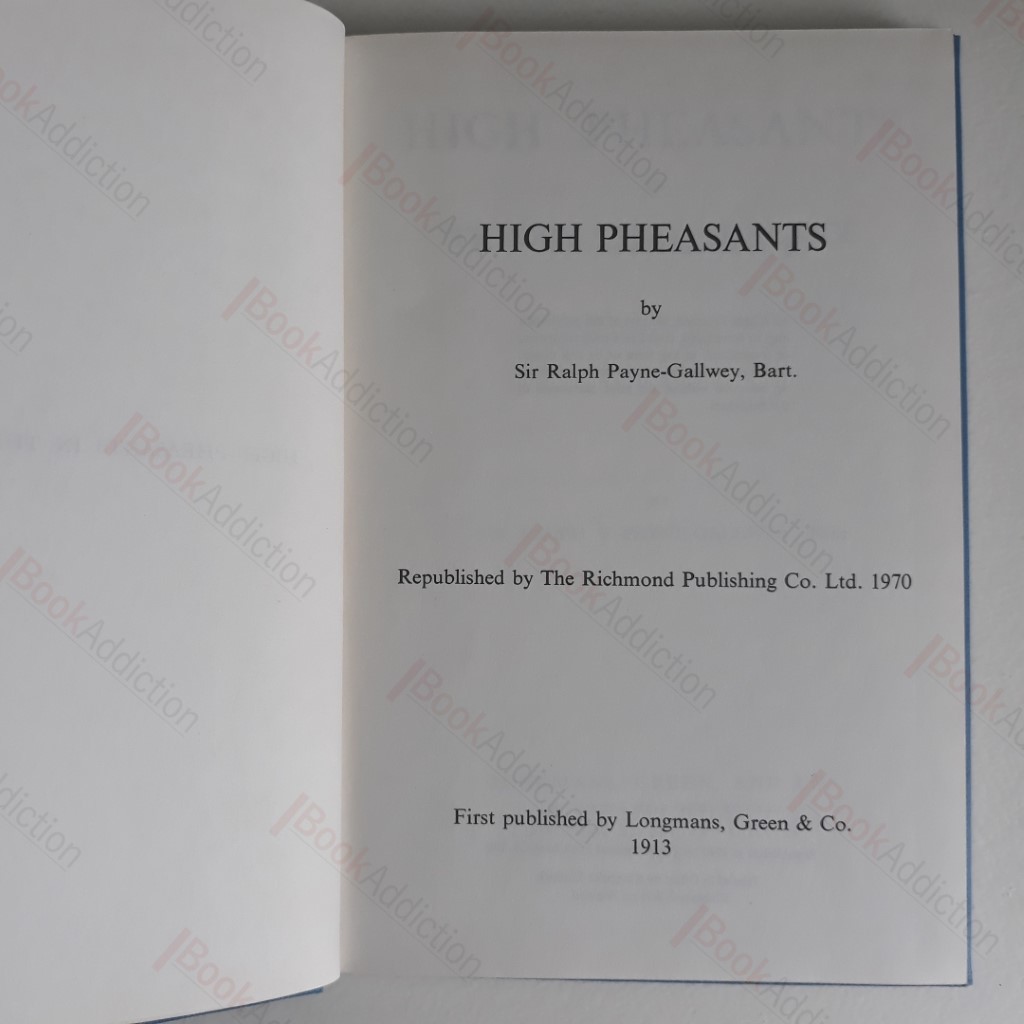 HIGH PHEASANTS
by
Sir Ralph Payne-Gallwey, Bart.
Republished by The Richmond Publishing Co. Ltd. 1970
First published by Longmans, Green & Co.
1913
BookAddiction